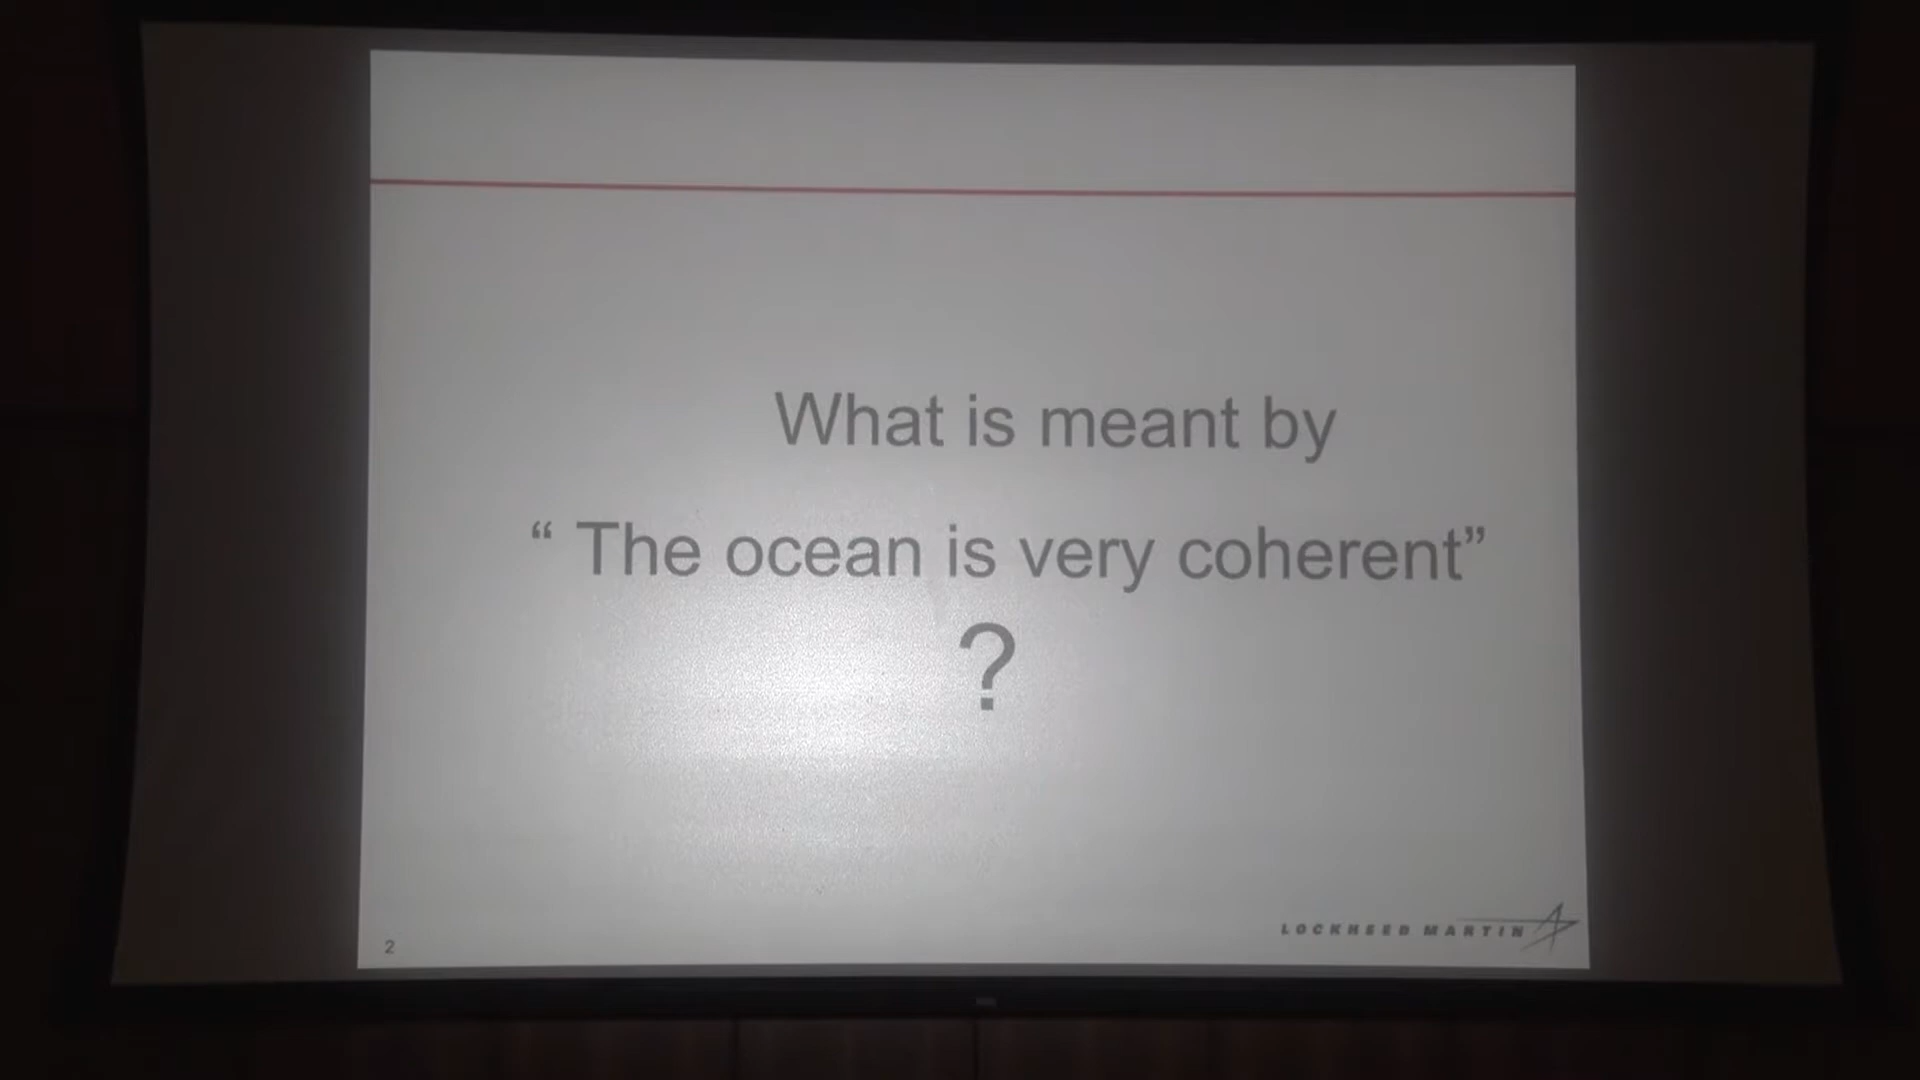 What is meant by
“ The ocean is very coherent”
?
2
LOCKHEED MARTIN